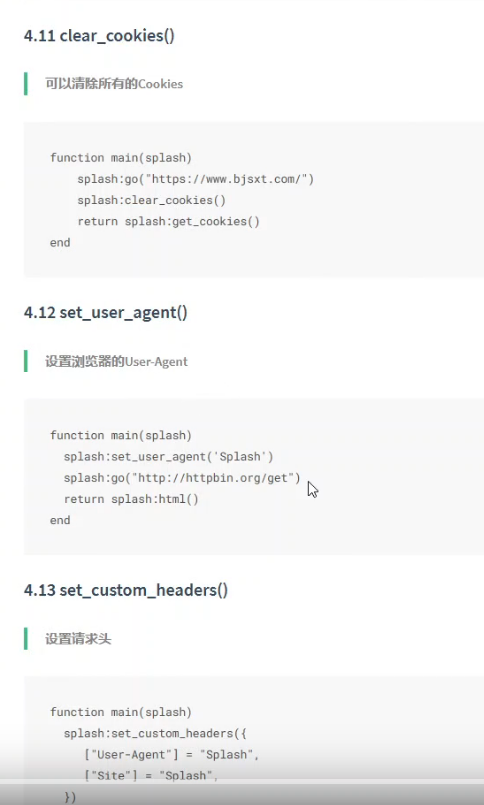 4.11 clear_cookies()
可以清除所有的Cookies
function main(splash)
    splash:go("https://www.bjsxt.com/")
    splash:clear_cookies()
    return splash:get_cookies()
end
4.12 set_user_agent()
设置浏览器的User-Agent
function main(splash)
  splash:set_user_agent('Splash')
  splash:go("http://httpbin.org/get")
  return splash:html()
end
4.13 set_custom_headers()
设置请求头
function main(splash)
  splash:set_custom_headers({
     ["User-Agent"] = "Splash",
     ["Site"] = "Splash",
  })